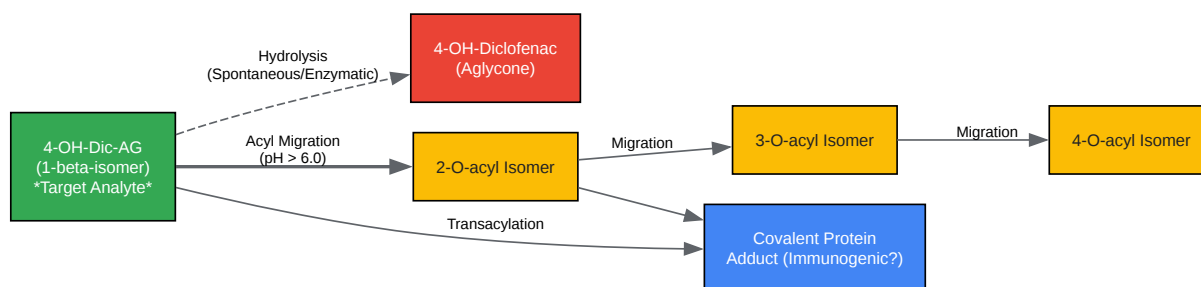 Hydrolysis
(Spontaneous/Enzymatic)
4-OH-Diclofenac
(Aglycone)
4-OH-Dic-AG
(1-beta-isomer)
*Target Analyte*
Acyl Migration
(pH > 6.0)
2-O-acyl Isomer
Migration
3-O-acyl Isomer
Migration
4-O-acyl Isomer
Transacylation
Covalent Protein
Adduct (Immunogenic?)